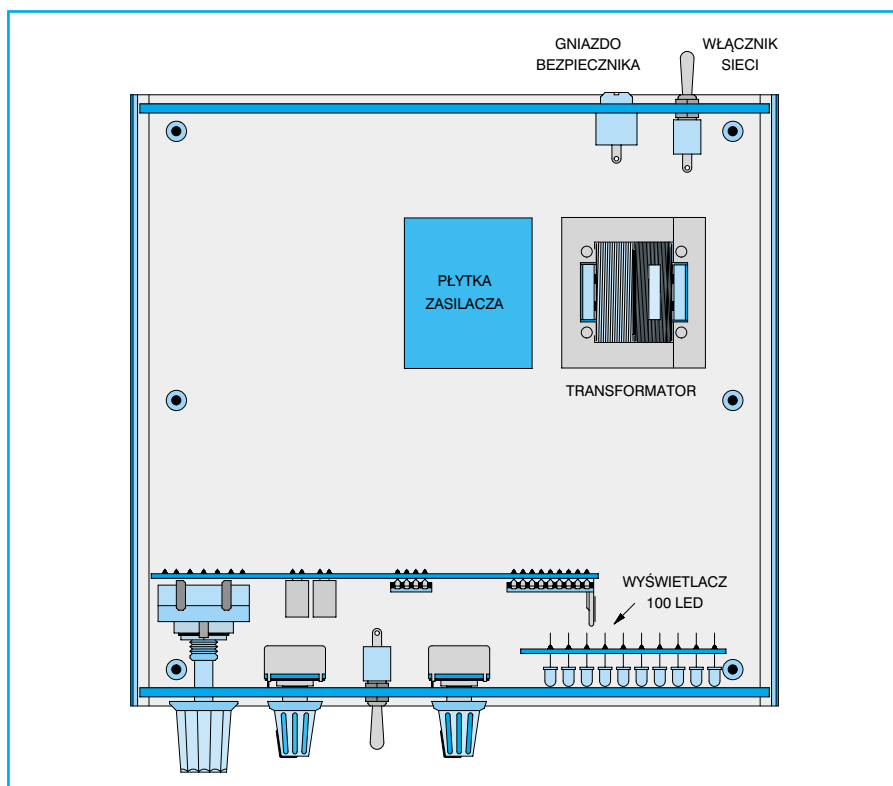 GNIAZDO
BEZPIECZNIKA
WŁĄCZNIK
SIECI
PŁYTKA
ZASILACZA
TRANSFORMATOR
WYŚWIETLACZ
100 LED